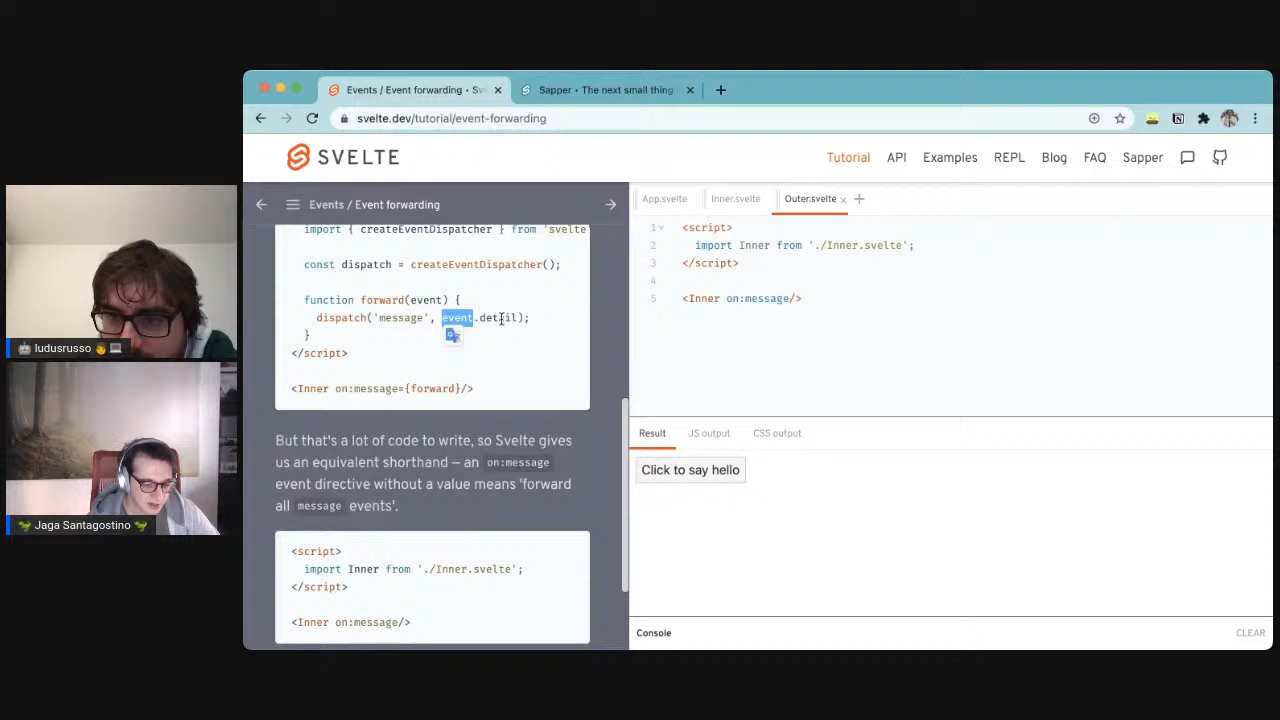 Events / Event forwarding • Sv
Sapper • The next small thing
svelte.dev/tutorial/event-forwarding
SVELTE
Tutorial
API
Examples
REPL
Blog
FAQ
Sapper
Events / Event forwarding
import { createEventDispatcher } from 'svelte
const dispatch = createEventDispatcher();
function forward(event) {
dispatch('message', event.detail);
}
</script>
<Inner on:message={forward}/>
But that's a lot of code to write, so Svelte gives
us an equivalent shorthand — an on:message
event directive without a value means 'forward
all message events'.
<script>
import Inner from './Inner.svelte';
</script>
<Inner on:message/>
App.svelte
Inner.svelte
Outer.svelte
1 <script>
2 import Inner from './Inner.svelte';
3 </script>
4
5 <Inner on:message/>
Result
JS output
CSS output
Click to say hello
Console
CLEAR
ludusrusso
Jaga Santagostino